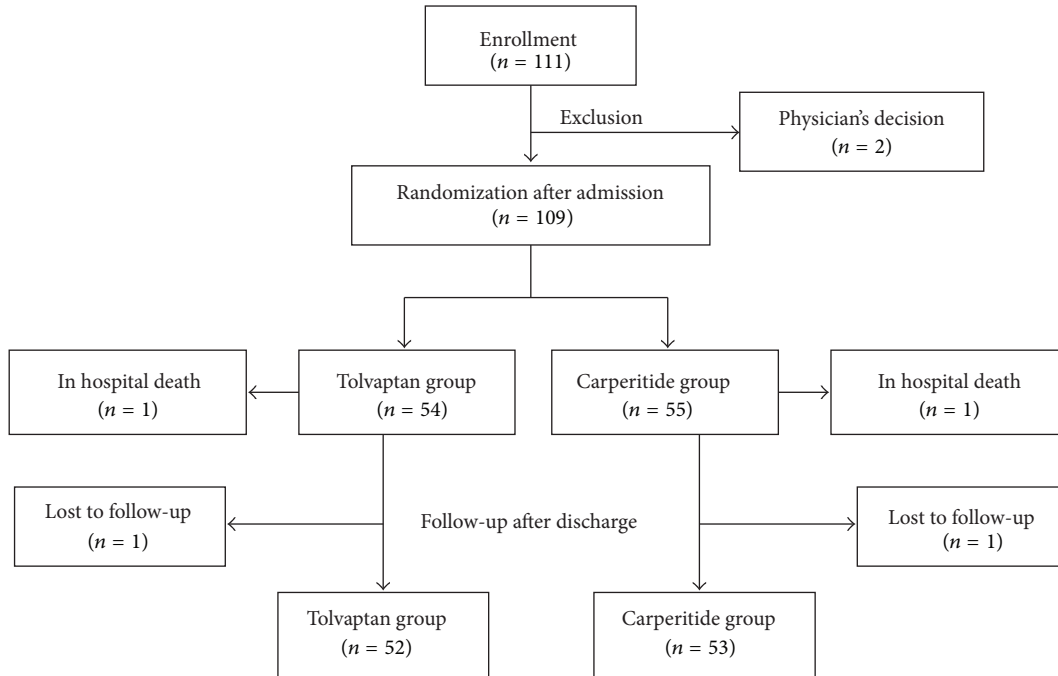 Enrollment
(n = 111)
Exclusion
Physician's decision
(n = 2)
Randomization after admission
(n = 109)
In hospital death
(n = 1)
Tolvaptan group
(n = 54)
Carperitide group
(n = 55)
In hospital death
(n = 1)
Lost to follow-up
(n = 1)
Follow-up after discharge
Lost to follow-up
(n = 1)
Tolvaptan group
(n = 52)
Carperitide group
(n = 53)